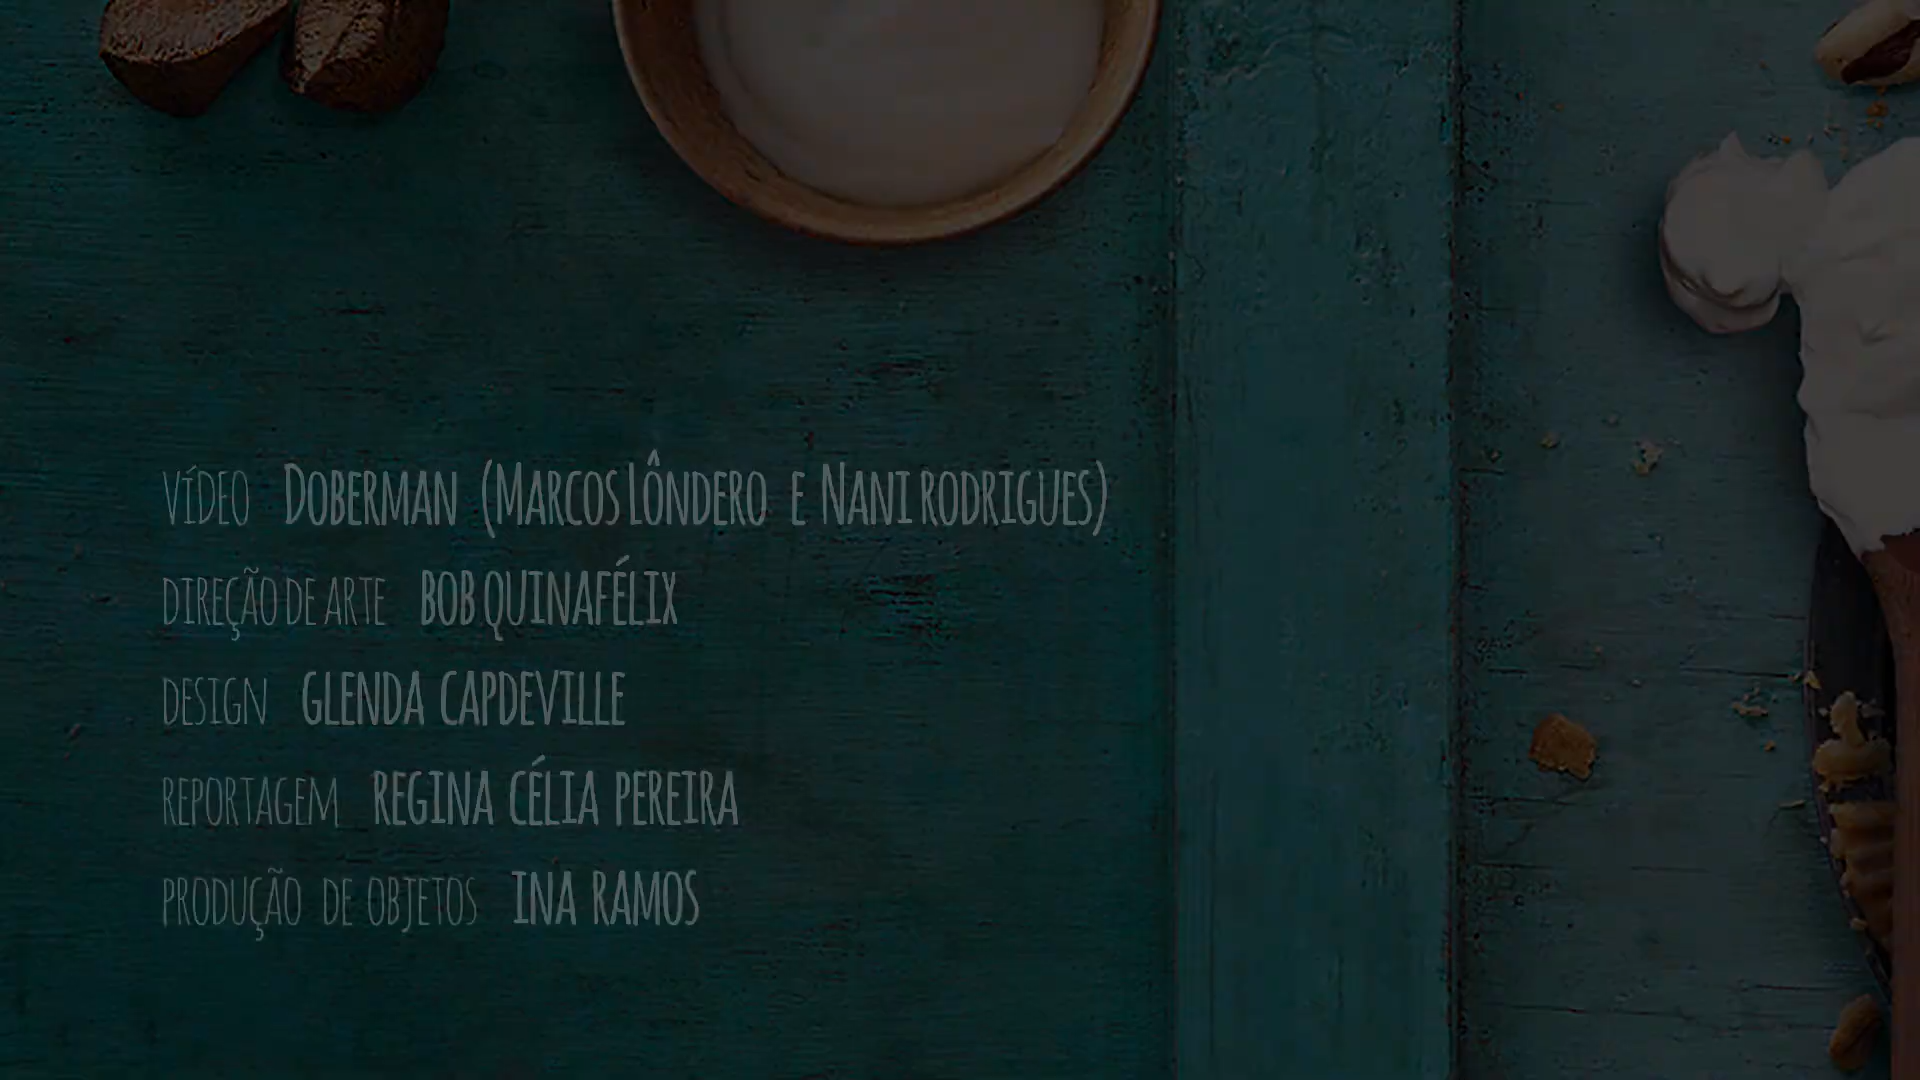 VÍDEO DOBERMAN (MARCOS LÔNDERO E NANI RODRIGUES)
DIREÇÃO DE ARTE BOB QUINAFÉLIX
DESIGN GLENDA CAPDEVILLE
REPORTAGEM REGINA CÉLIA PEREIRA
PRODUÇÃO DE OBJETOS INA RAMOS